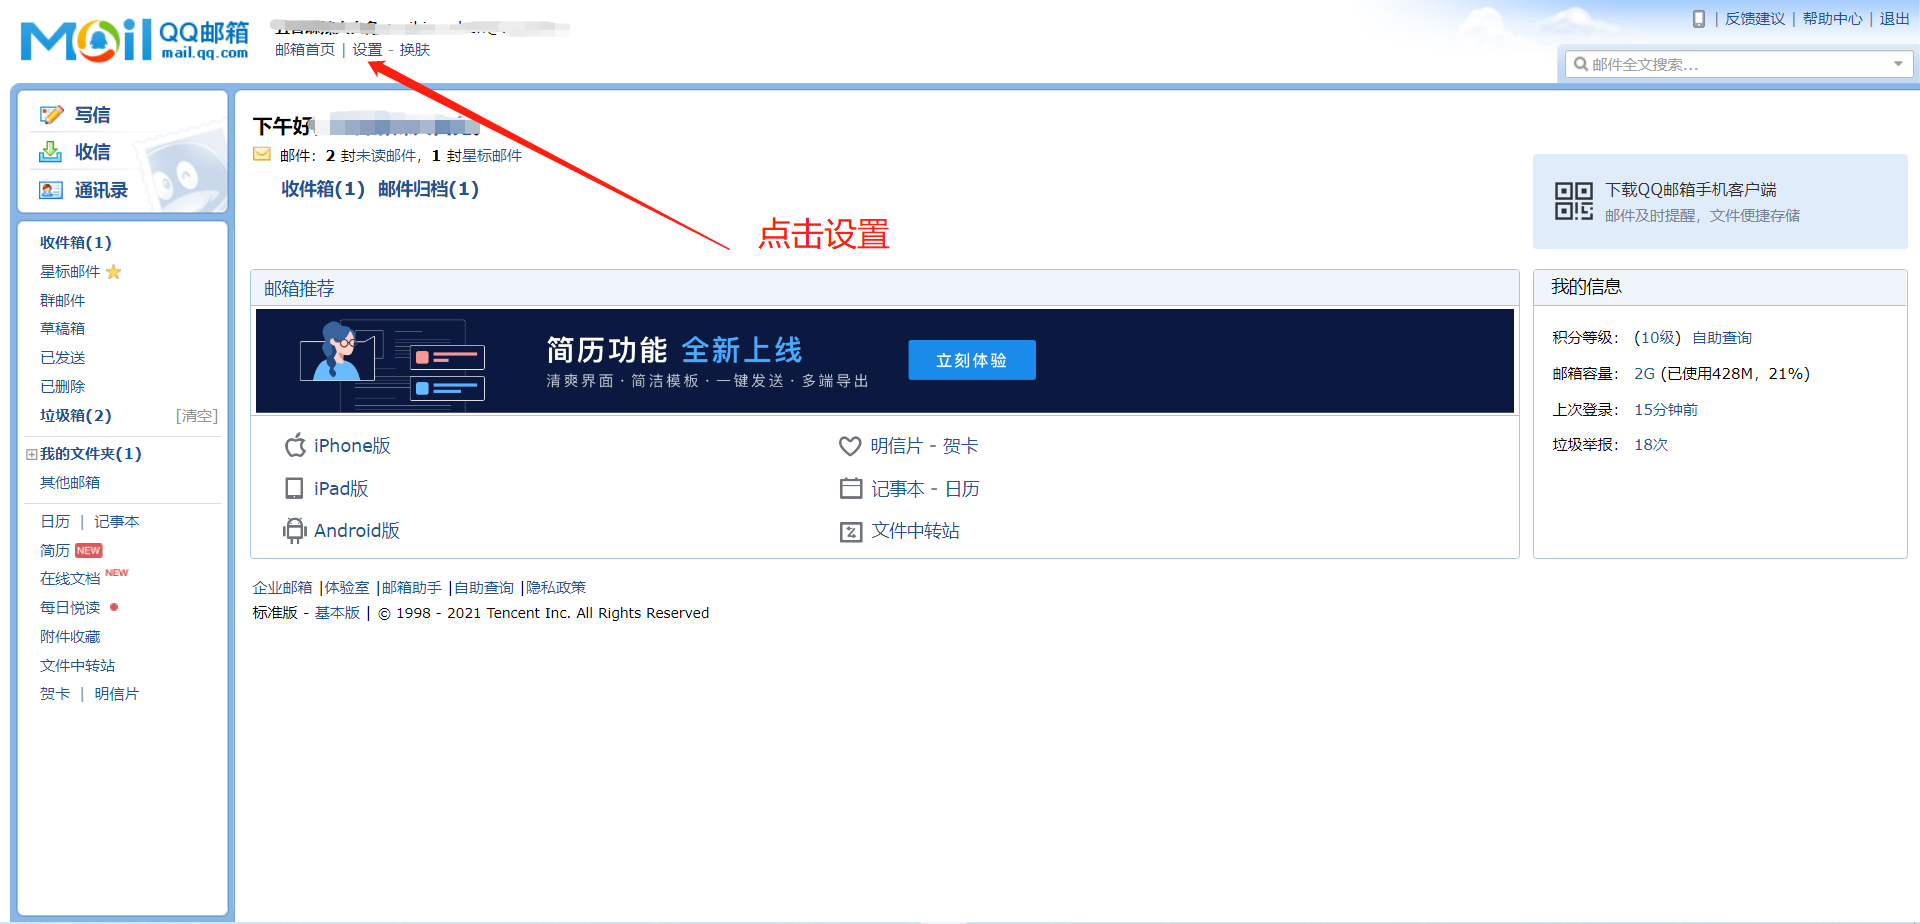 Mail QQ邮箱
mail.qq.com
邮箱首页 | 设置 - 换肤
| 反馈建议 | 帮助中心 | 退出
邮件全文搜索...
写信
收信
通讯录
收件箱(1)
星标邮件
群邮件
草稿箱
已发送
已删除
垃圾箱(2) [清空]
我的文件夹(1)
其他邮箱
日历 | 记事本
简历 NEW
在线文档 NEW
每日悦读
附件收藏
文件中转站
贺卡 | 明信片
下午好
邮件：2 封未读邮件，1 封星标邮件
收件箱(1) 邮件归档(1)
点击设置
下载QQ邮箱手机客户端
邮件及时提醒，文件便捷存储
邮箱推荐
简历功能 全新上线
清爽界面·简洁模板·一键发送·多端导出
立刻体验
iPhone版
明信片 - 贺卡
iPad版
记事本 - 日历
Android版
文件中转站
我的信息
积分等级： (10级) 自助查询
邮箱容量： 2G (已使用428M，21%)
上次登录： 15分钟前
垃圾举报： 18次
企业邮箱 |体验室 |邮箱助手 |自助查询 |隐私政策
标准版 - 基本版 | © 1998 - 2021 Tencent Inc. All Rights Reserved